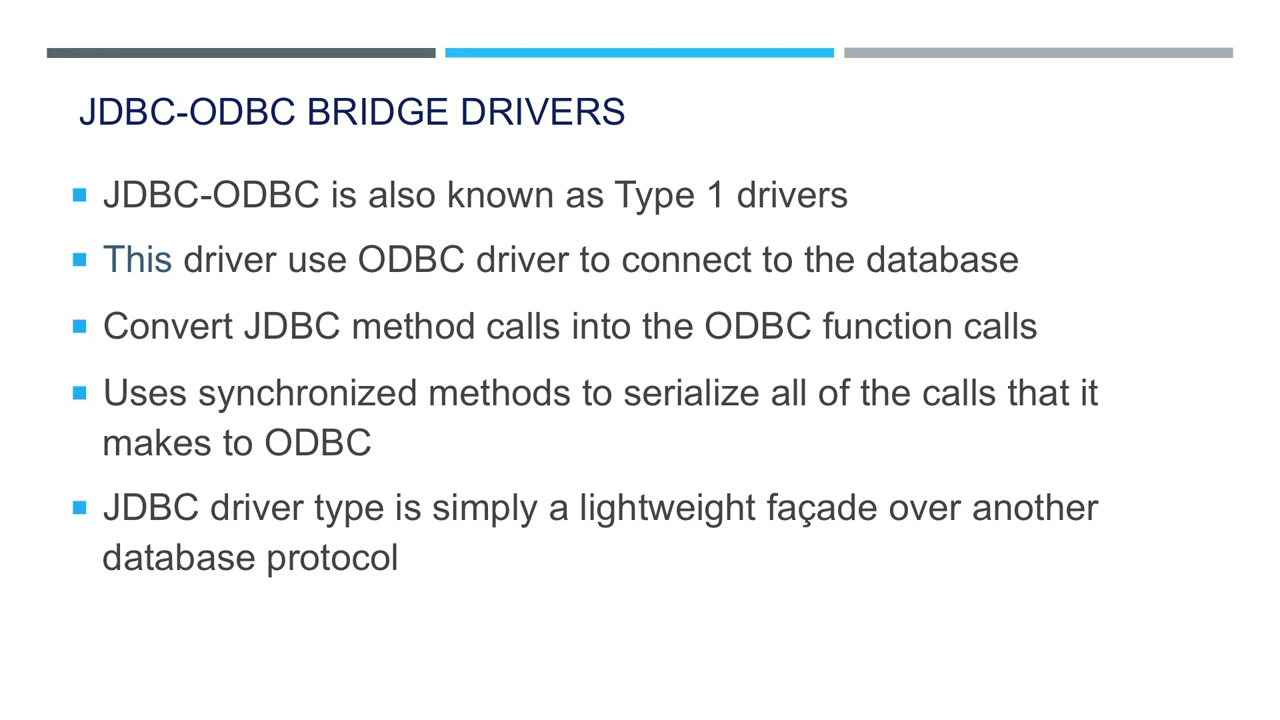 JDBC-ODBC BRIDGE DRIVERS
JDBC-ODBC is also known as Type 1 drivers
This driver use ODBC driver to connect to the database
Convert JDBC method calls into the ODBC function calls
Uses synchronized methods to serialize all of the calls that it
makes to ODBC
JDBC driver type is simply a lightweight façade over another
database protocol